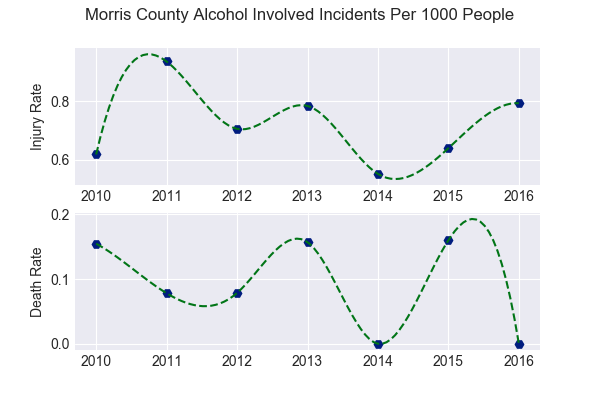 Morris County Alcohol Involved Incidents Per 1000 People
Injury Rate
0.8
0.6
2010 2011 2012 2013 2014 2015 2016
Death Rate
0.2
0.1
0.0
2010 2011 2012 2013 2014 2015 2016